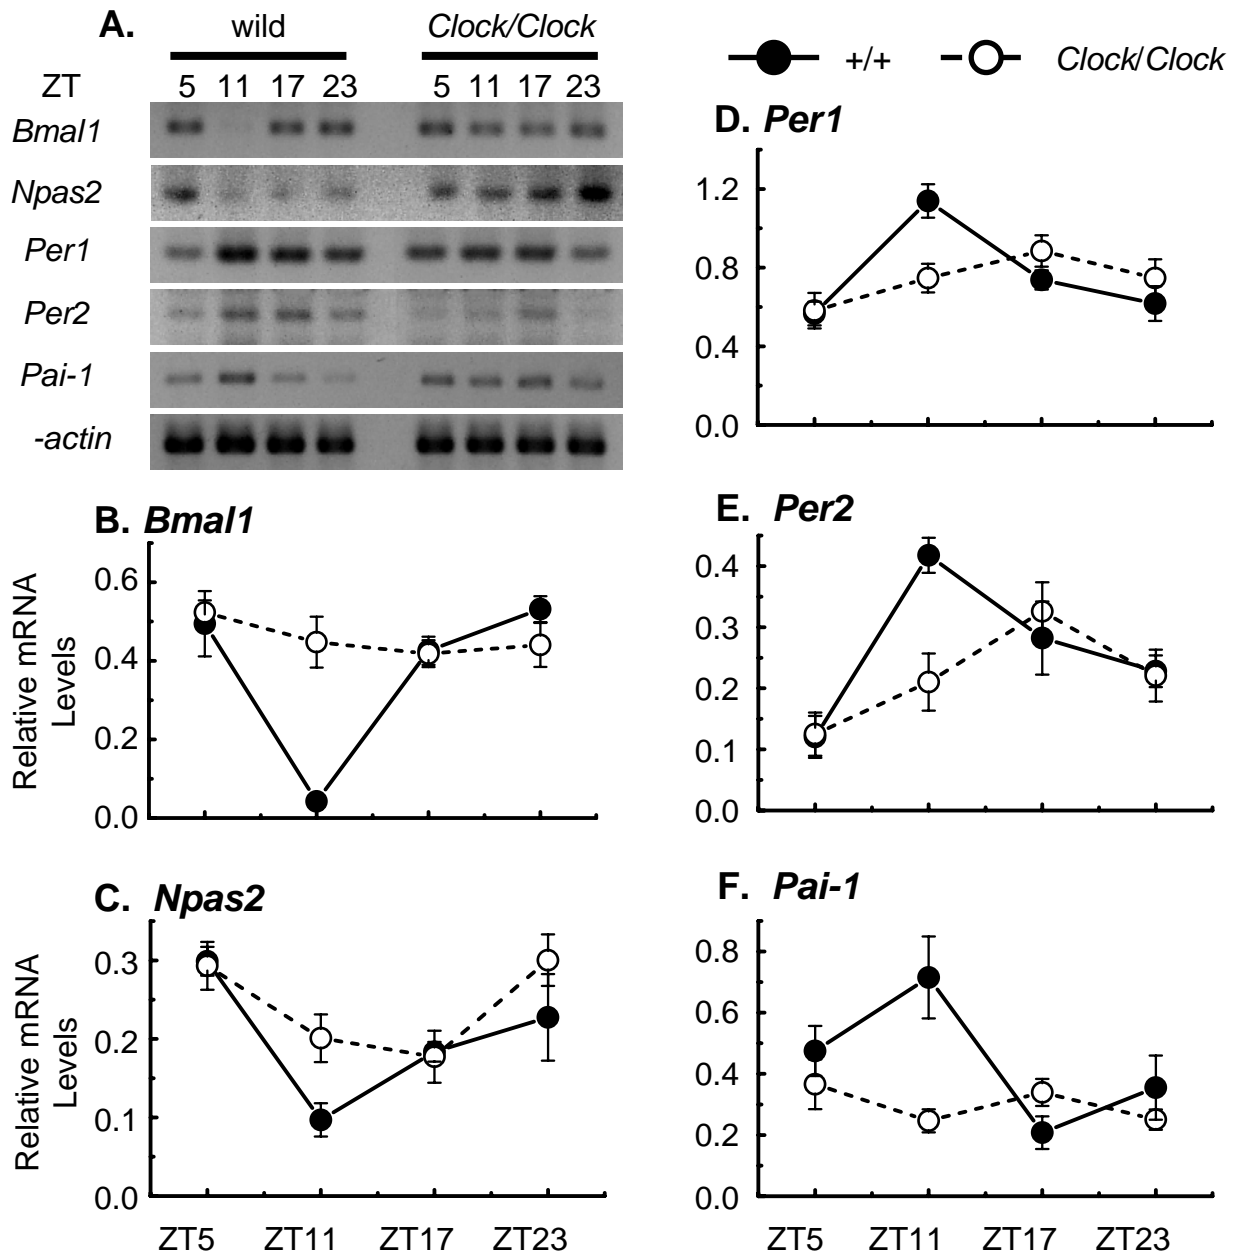 A.
wild Clock/Clock
ZT 5 11 17 23 5 11 17 23
Bmal1
Npas2
Per1
Per2
Pai-1
-actin
B. Bmal1
Relative mRNA
Levels
0.6
0.4
0.2
0.0
C. Npas2
Relative mRNA
Levels
0.3
0.2
0.1
0.0
ZT5 ZT11 ZT17 ZT23
+/+ Clock/Clock
D. Per1
1.2
0.8
0.4
0.0
E. Per2
0.4
0.3
0.2
0.1
0.0
F. Pai-1
0.8
0.6
0.4
0.2
0.0
ZT5 ZT11 ZT17 ZT23